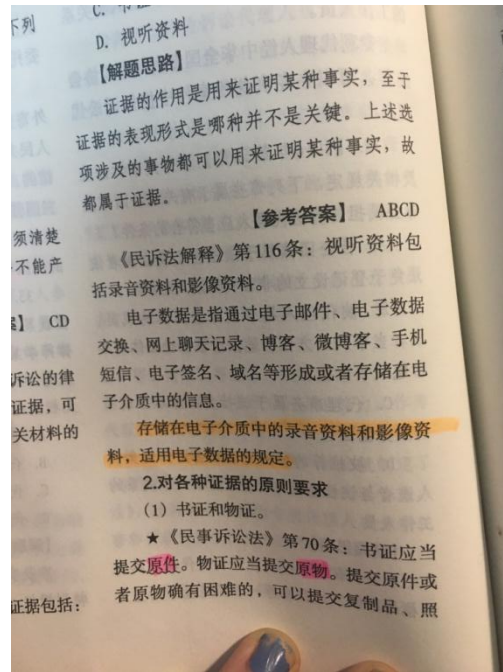 下列
须清楚
不能产
】 CD
诉讼的律
证据，可
关材料的
证据包括：
D. 视听资料
【解题思路】
证据的作用是用来证明某种事实，至于
证据的表现形式是哪种并不是关键。上述选
项涉及的事物都可以用来证明某种事实，故
都属于证据。
【参考答案】 ABCD
《民诉法解释》第116条：视听资料包
括录音资料和影像资料。
电子数据是指通过电子邮件、电子数据
交换、网上聊天记录、博客、微博客、手机
短信、电子签名、域名等形成或者存储在电
子介质中的信息。
存储在电子介质中的录音资料和影像资
料，适用电子数据的规定。
2.对各种证据的原则要求
（1）书证和物证。
★《民事诉讼法》第70条：书证应当
提交原件。物证应当提交原物。提交原件或
者原物确有困难的，可以提交复制品、照